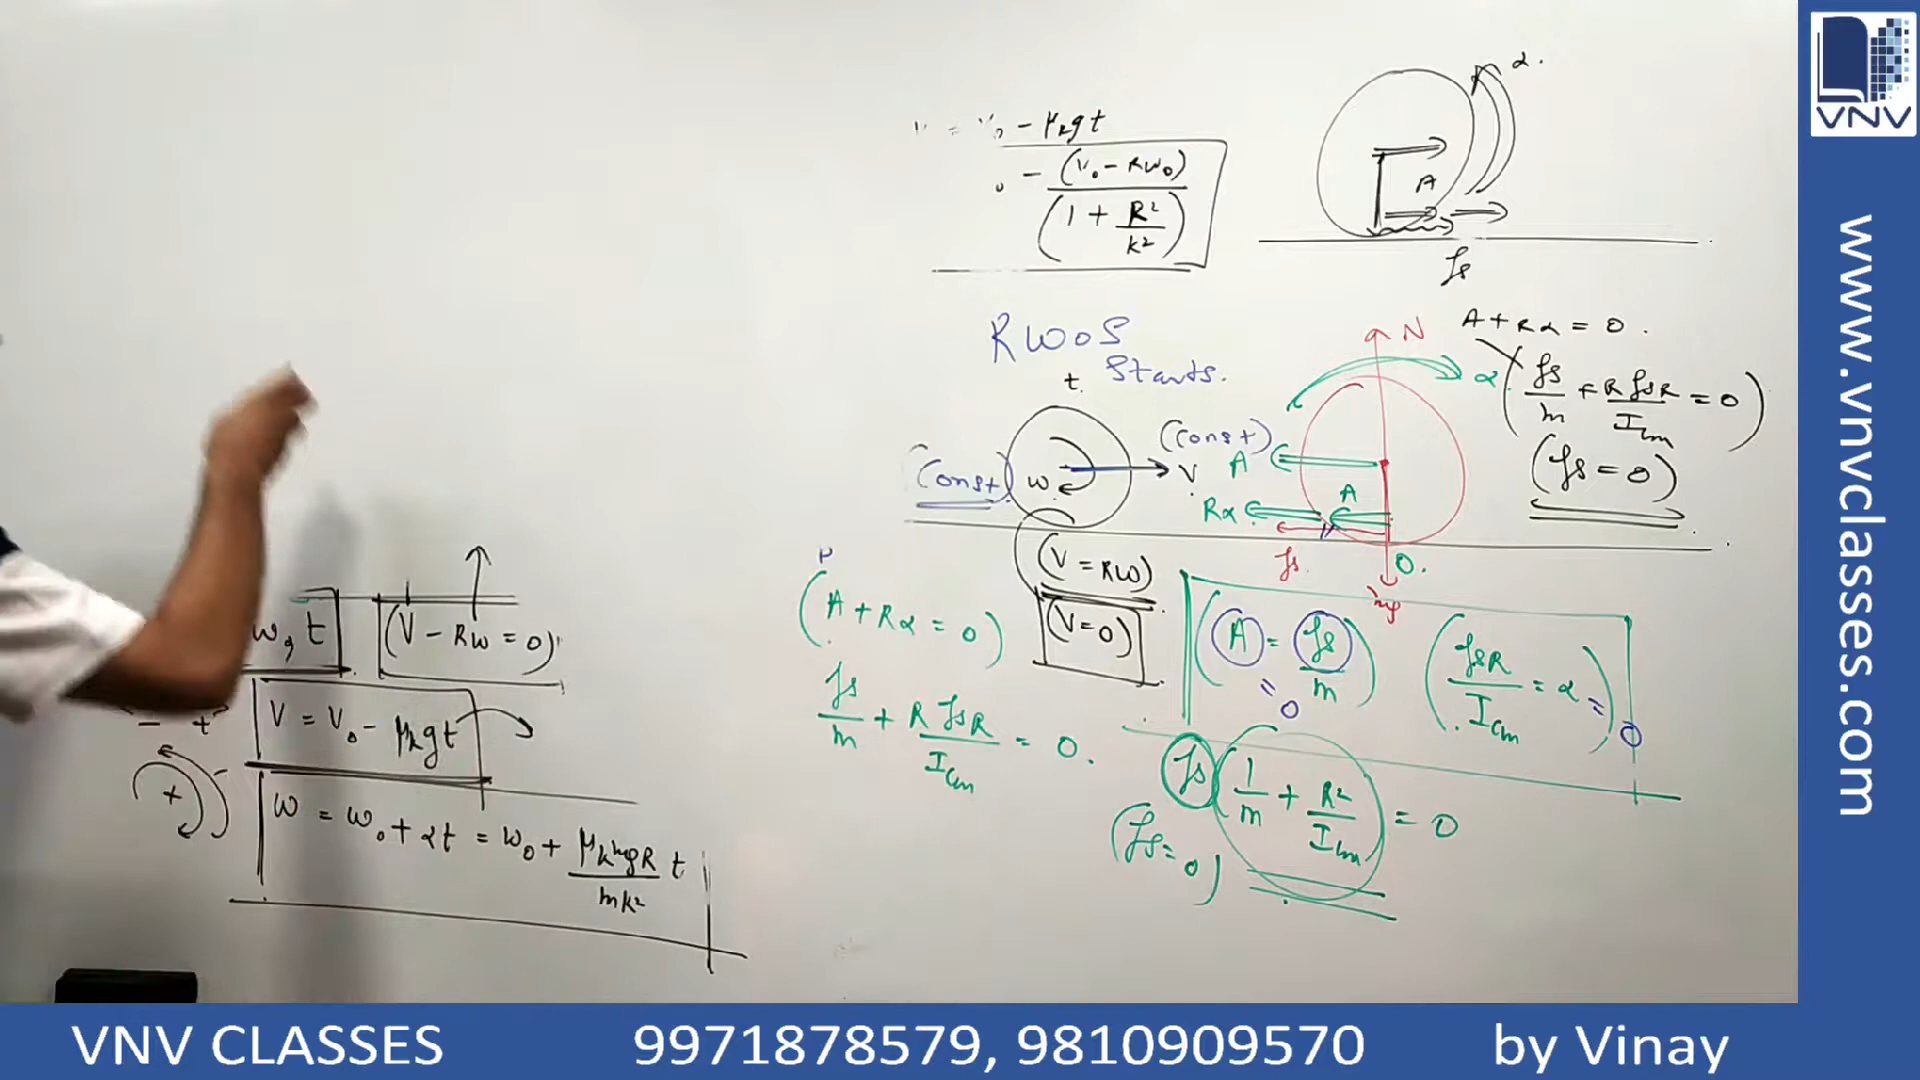 V = V₀ - μₖgt
- (V₀ - Rω₀) / (1 + R²/k²)
α.
A
fs
RWOS
Starts.
t
(Const)
ω
(Const)
V
(V = Rω)
(V = 0)
N
α
A
Rα
A
fs
O.
mg
A + Rα = 0.
(fs/m + R fsR/Icm = 0)
(fs = 0)
(A + Rα = 0)
fs/m + R fsR/Icm = 0.
(A = fs/m)
= 0
(fsR/Icm = α = 0)
fs (1/m + R²/Icm) = 0
(fs = 0)
ω, t
(V - Rω = 0)
- +
V = V₀ - μₖgt
+
ω = ω₀ + αt = ω₀ + μₖmgR/mk² t
VNV
www.vnvclasses.com
VNV CLASSES 9971878579, 9810909570 by Vinay